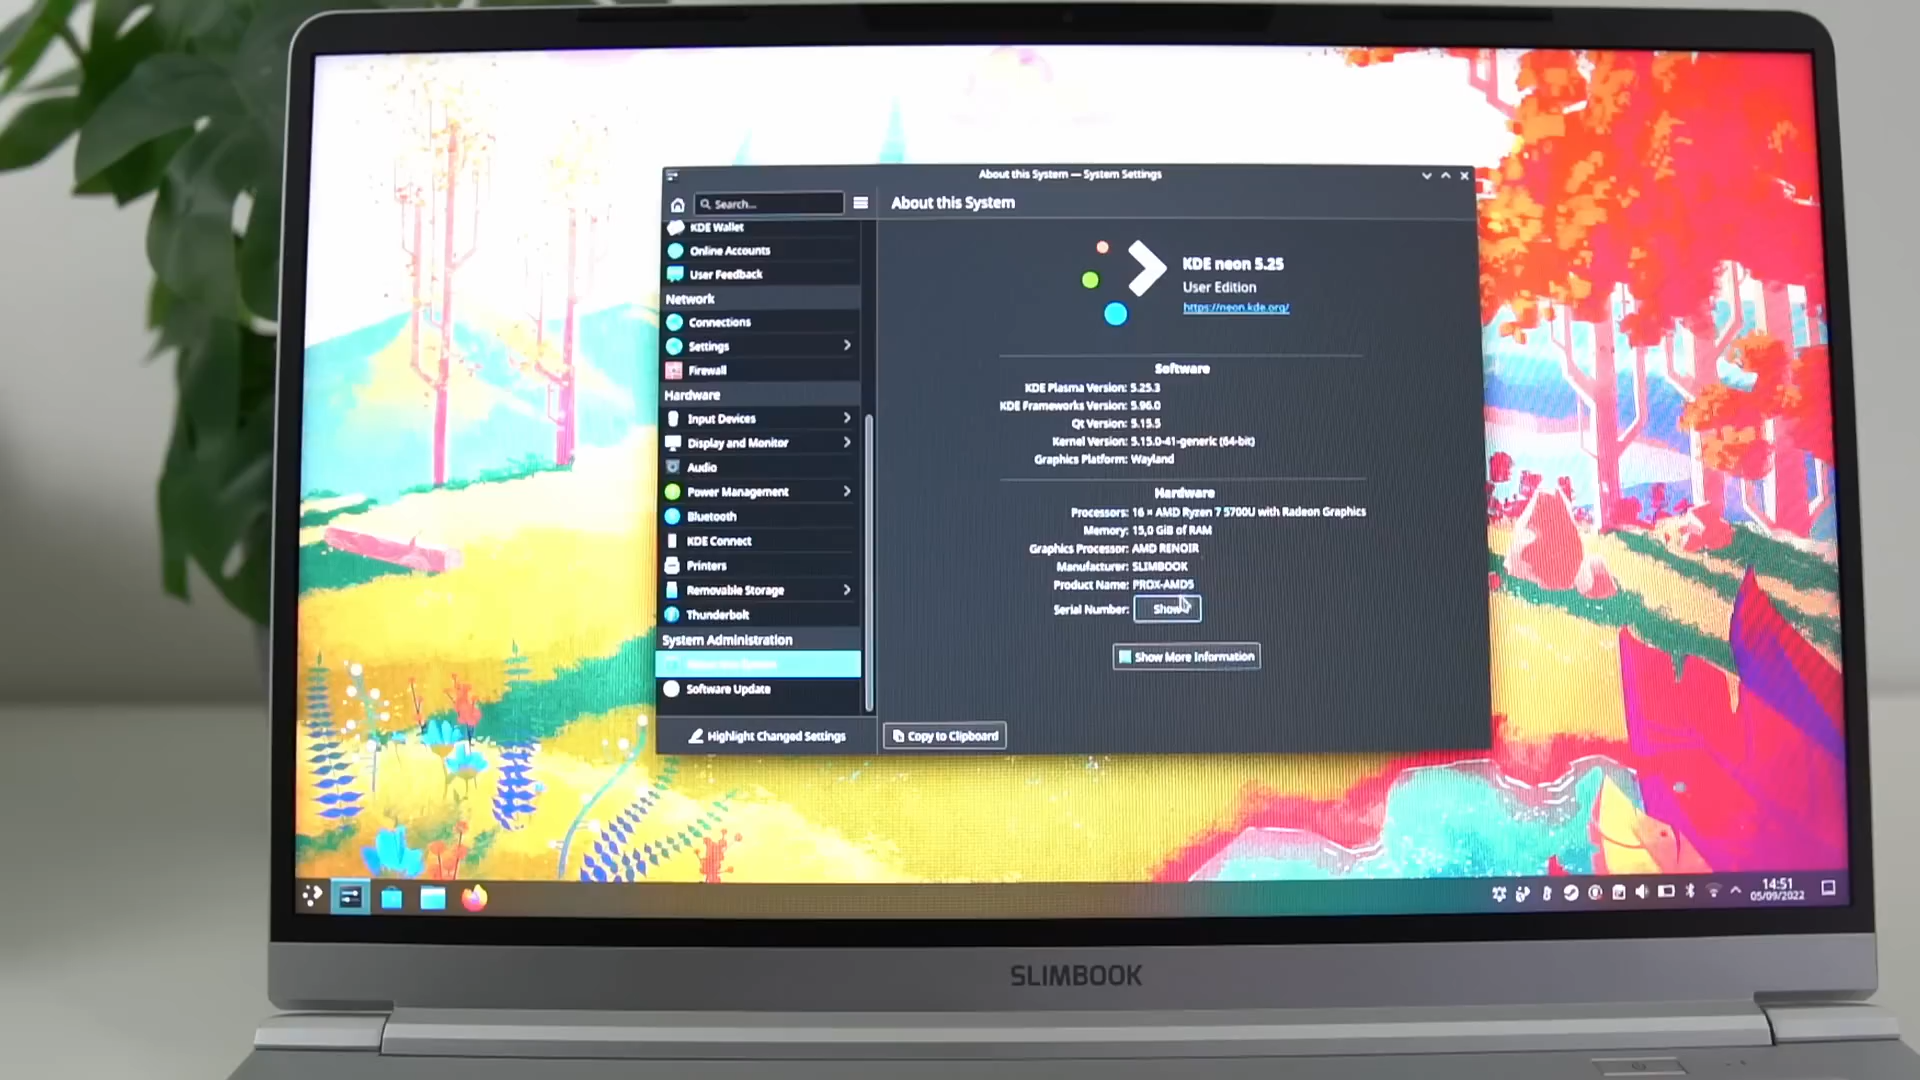 About this System — System Settings
Search...
About this System
KDE Wallet
Online Accounts
User Feedback
Network
Connections
Settings
Firewall
Hardware
Input Devices
Display and Monitor
Audio
Power Management
Bluetooth
KDE Connect
Printers
Removable Storage
Thunderbolt
System Administration
Software Update
Highlight Changed Settings
KDE neon 5.25
User Edition
https://neon.kde.org/
Software
KDE Plasma Version: 5.25.3
KDE Frameworks Version: 5.96.0
Qt Version: 5.15.5
Kernel Version: 5.15.0-41-generic (64-bit)
Graphics Platform: Wayland
Hardware
Processors: 16 × AMD Ryzen 7 5700U with Radeon Graphics
Memory: 15,0 GiB of RAM
Graphics Processor: AMD RENOIR
Manufacturer: SLIMBOOK
Product Name: PROX-AMD5
Serial Number: Show
Show More Information
Copy to Clipboard
14:51
05/09/2022
SLIMBOOK